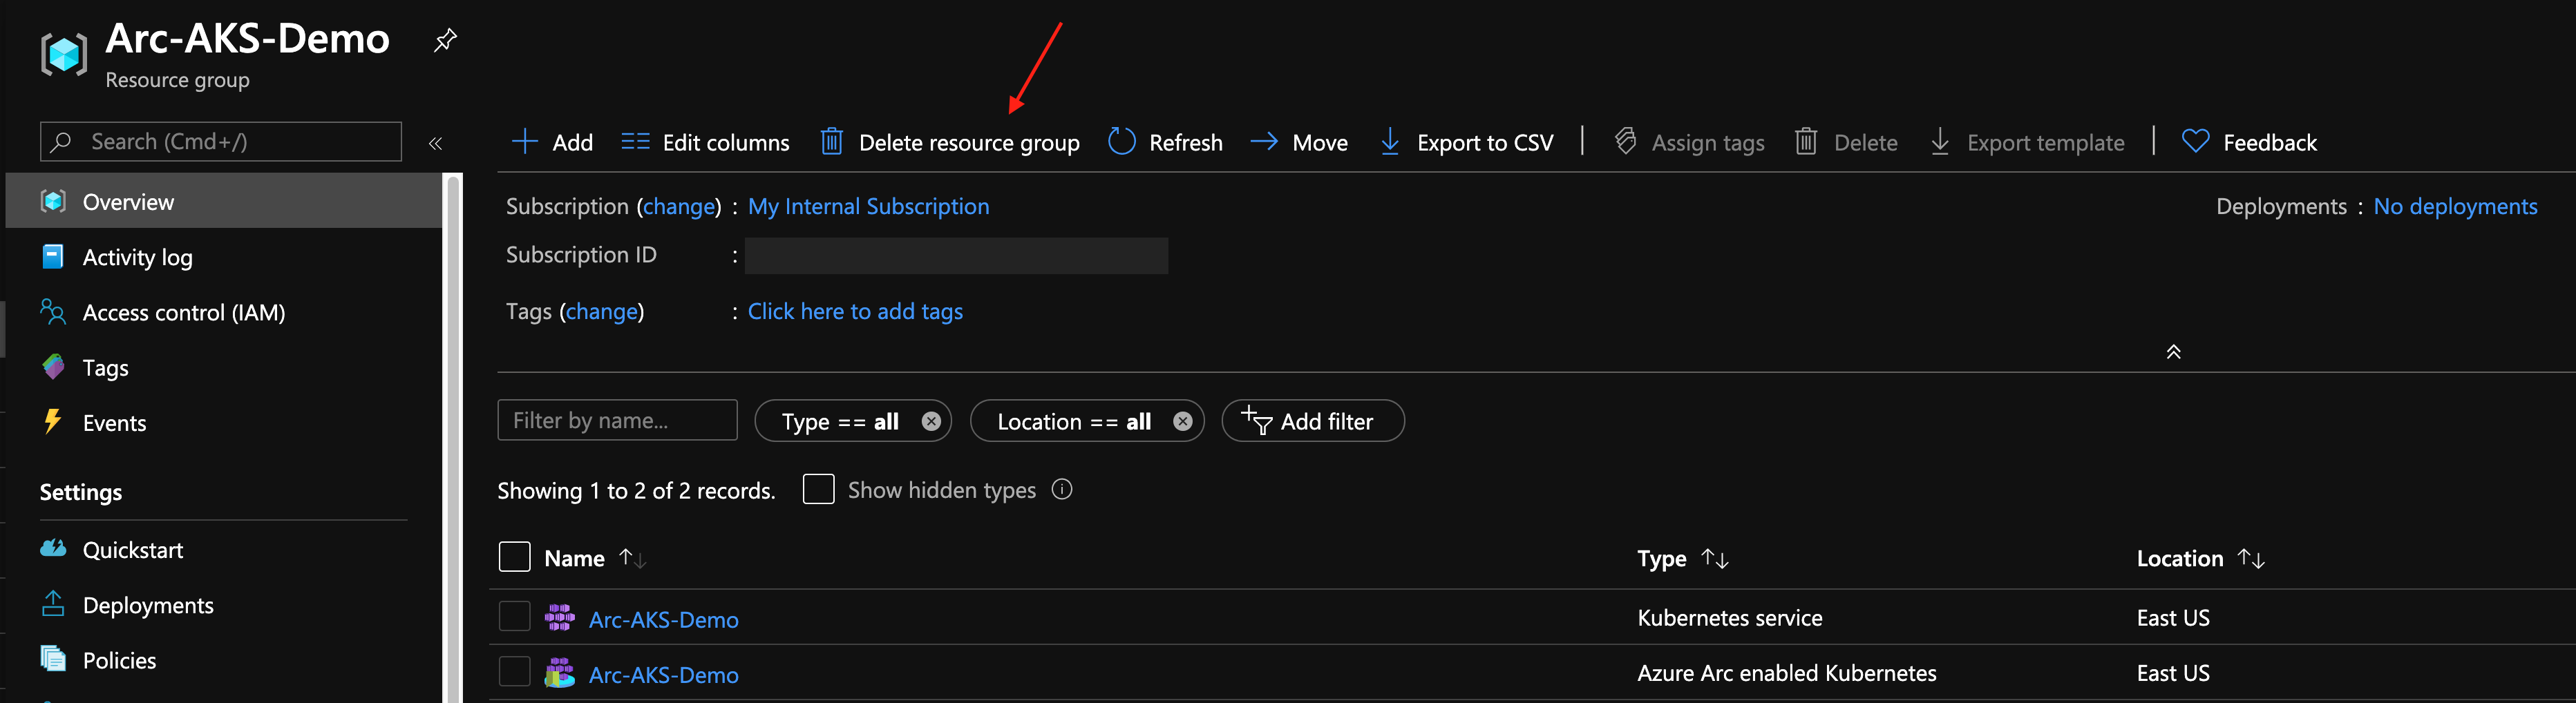 Arc-AKS-Demo
Resource group
Search (Cmd+/)
«
Overview
Activity log
Access control (IAM)
Tags
Events
Settings
Quickstart
Deployments
Policies
Add Edit columns Delete resource group Refresh Move Export to CSV Assign tags Delete Export template Feedback
Subscription (change) : My Internal Subscription
Deployments : No deployments
Subscription ID :
Tags (change) : Click here to add tags
Filter by name... Type == all Location == all Add filter
Showing 1 to 2 of 2 records. Show hidden types
Name Type Location
Arc-AKS-Demo Kubernetes service East US
Arc-AKS-Demo Azure Arc enabled Kubernetes East US